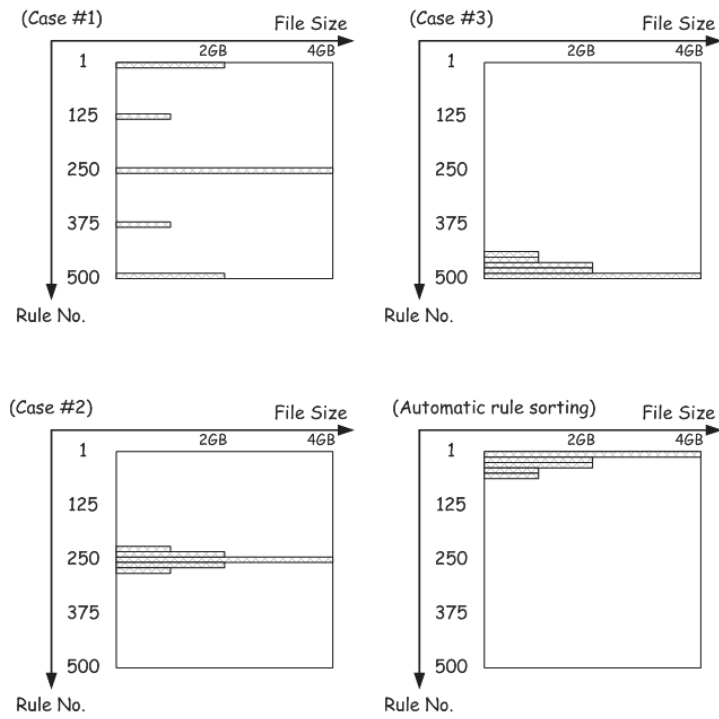 (Case #1)
File Size
2GB 4GB
1
125
250
375
500
Rule No.
(Case #3)
File Size
2GB 4GB
1
125
250
375
500
Rule No.
(Case #2)
File Size
2GB 4GB
1
125
250
375
500
Rule No.
(Automatic rule sorting)
File Size
2GB 4GB
1
125
250
375
500
Rule No.